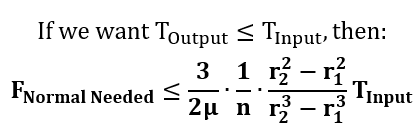 If we want T_Output ≤ T_Input, then:
F_Normal Needed ≤ 3/2μ · 1/n · (r₂² − r₁²)/(r₂³ − r₁³) T_Input